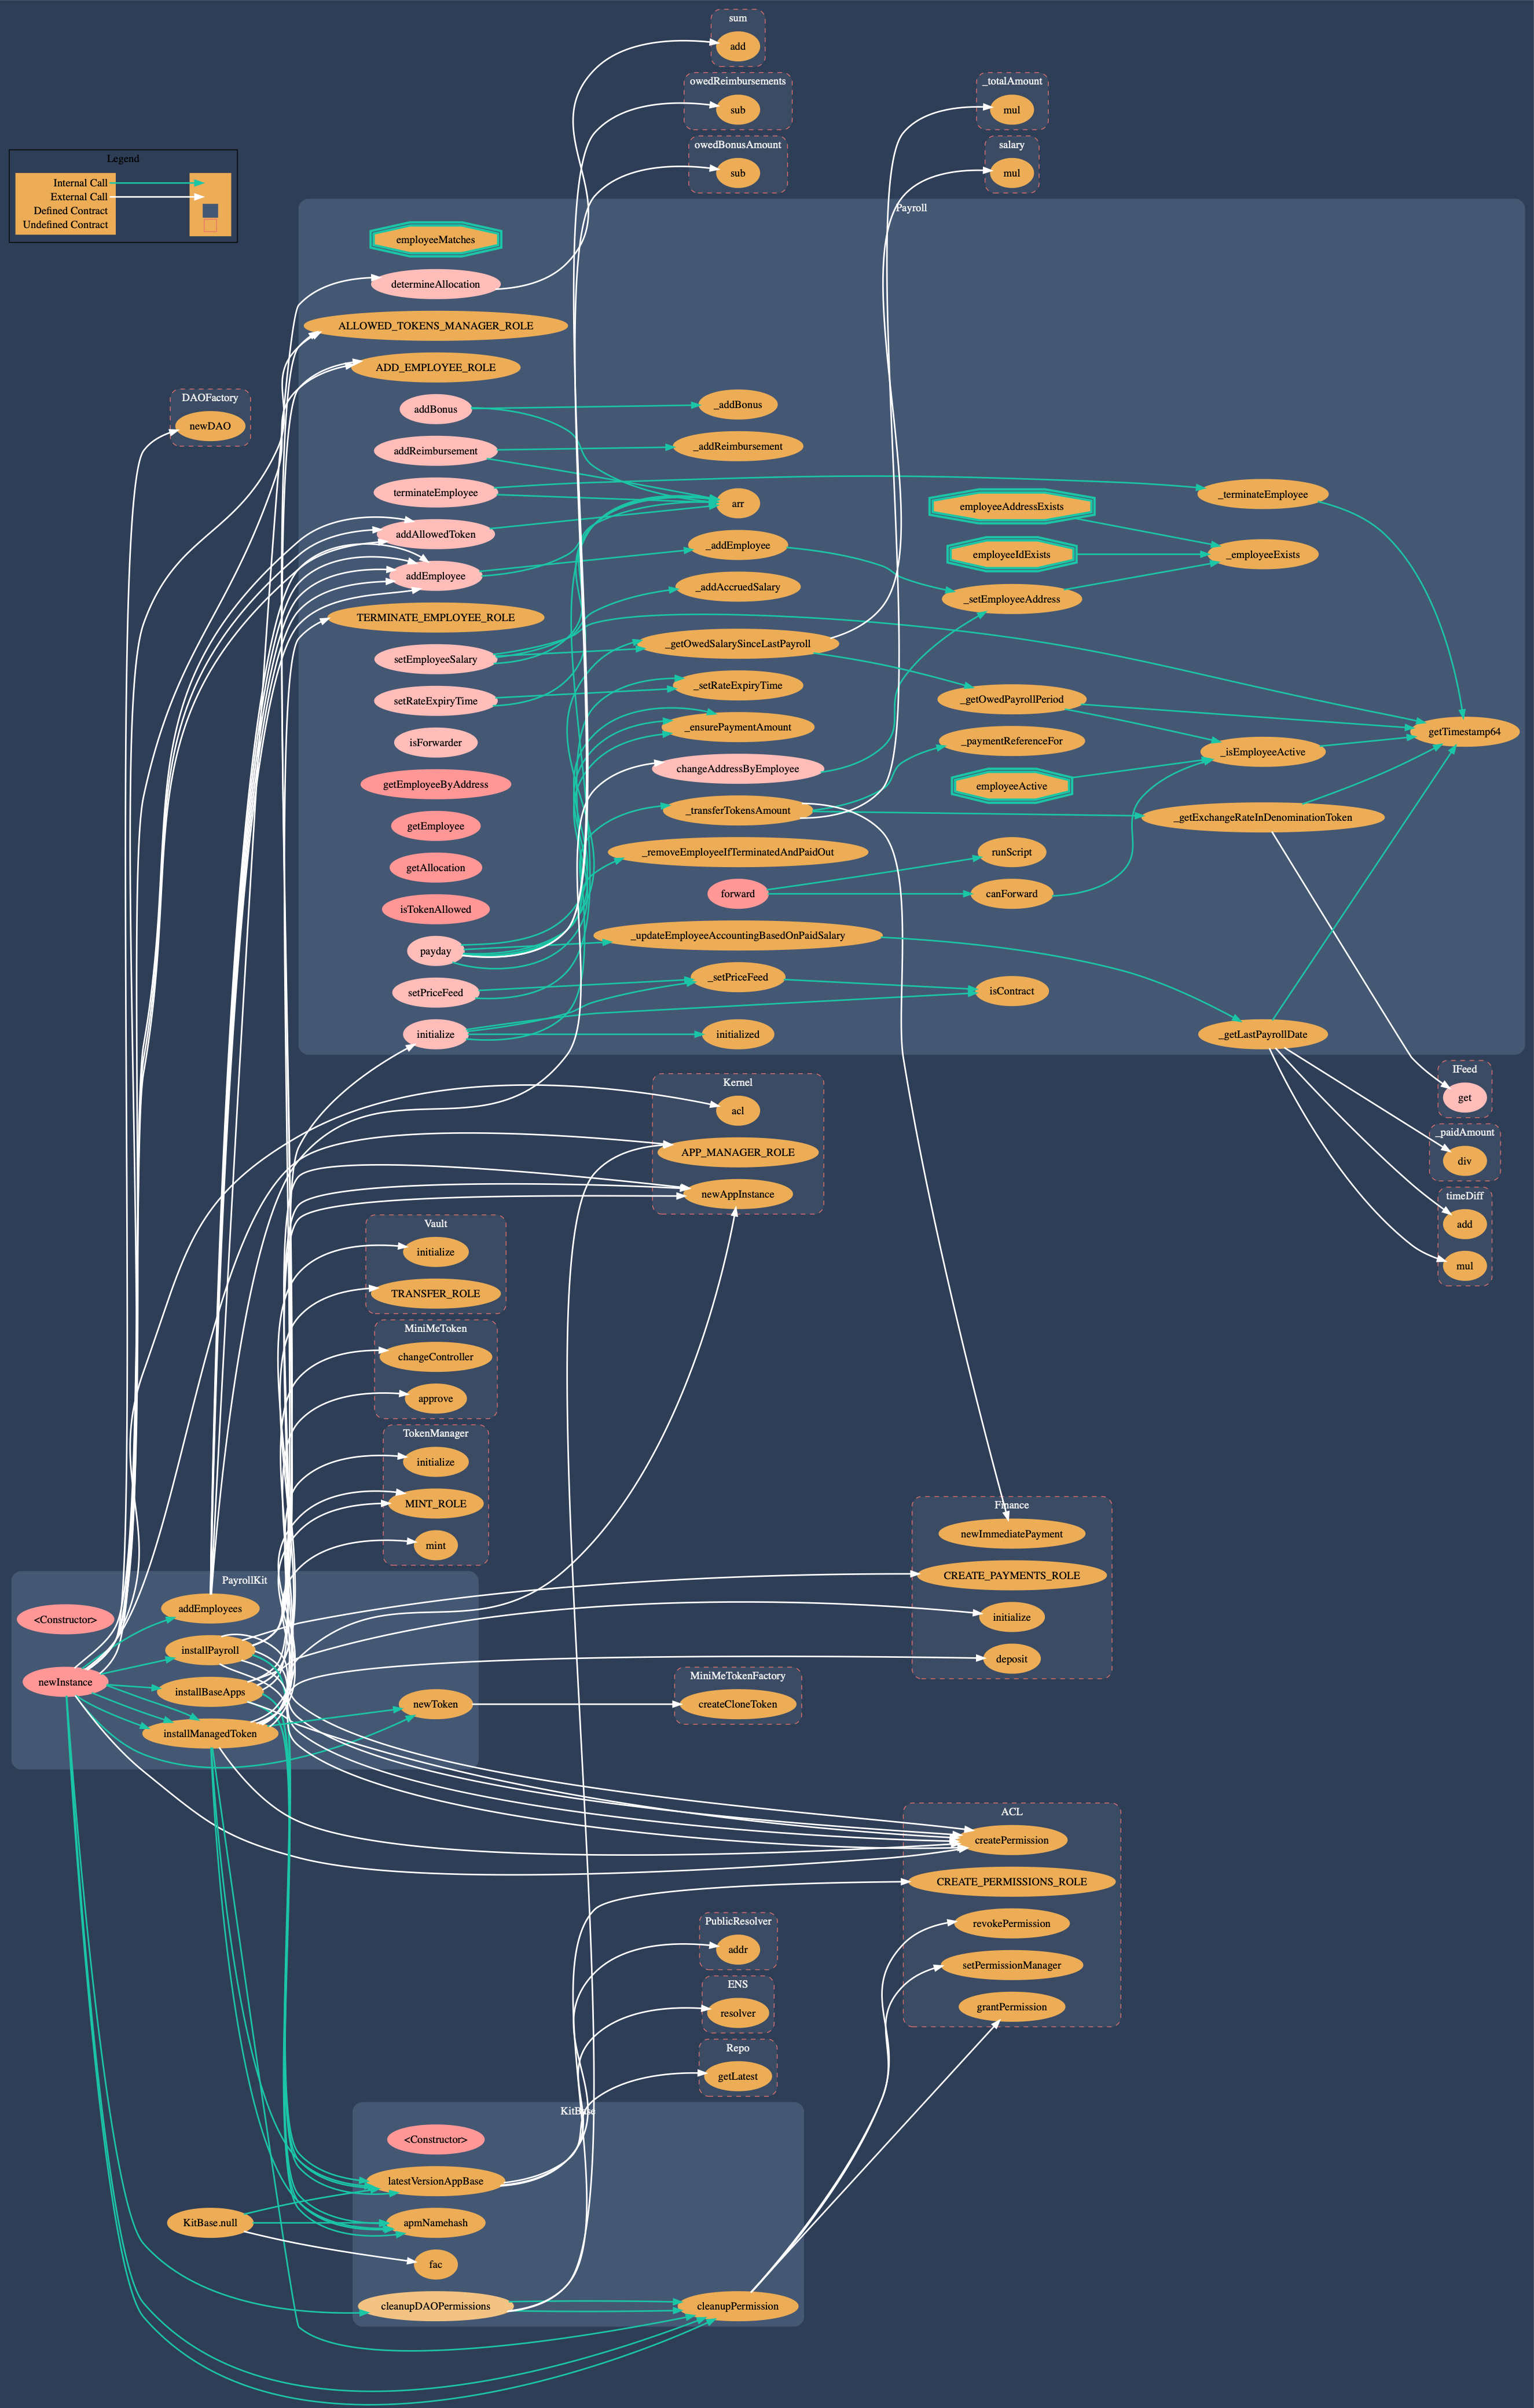 sum
add
owedReimbursements
sub
owedBonusAmount
sub
_totalAmount
mul
salary
mul
Legend
Internal Call
External Call
Defined Contract
Undefined Contract
Payroll
employeeMatches
determineAllocation
ALLOWED_TOKENS_MANAGER_ROLE
ADD_EMPLOYEE_ROLE
addBonus
addReimbursement
terminateEmployee
addAllowedToken
addEmployee
TERMINATE_EMPLOYEE_ROLE
setEmployeeSalary
setRateExpiryTime
isForwarder
getEmployeeByAddress
getEmployee
getAllocation
isTokenAllowed
payday
setPriceFeed
initialize
_addBonus
_addReimbursement
arr
_addEmployee
_addAccruedSalary
_getOwedSalarySinceLastPayroll
_setRateExpiryTime
_ensurePaymentAmount
changeAddressByEmployee
_transferTokensAmount
_removeEmployeeIfTerminatedAndPaidOut
forward
_updateEmployeeAccountingBasedOnPaidSalary
_setPriceFeed
initialized
employeeAddressExists
employeeIdExists
_setEmployeeAddress
_getOwedPayrollPeriod
_paymentReferenceFor
employeeActive
runScript
canForward
isContract
_terminateEmployee
_employeeExists
_isEmployeeActive
_getExchangeRateInDenominationToken
_getLastPayrollDate
getTimestamp64
DAOFactory
newDAO
IFeed
get
_paidAmount
div
timeDiff
add
mul
Kernel
acl
APP_MANAGER_ROLE
newAppInstance
Vault
initialize
TRANSFER_ROLE
MiniMeToken
changeController
approve
TokenManager
initialize
MINT_ROLE
mint
Finance
newImmediatePayment
CREATE_PAYMENTS_ROLE
initialize
deposit
PayrollKit
<Constructor>
newInstance
addEmployees
installPayroll
installBaseApps
installManagedToken
newToken
MiniMeTokenFactory
createCloneToken
ACL
createPermission
CREATE_PERMISSIONS_ROLE
revokePermission
setPermissionManager
grantPermission
PublicResolver
addr
ENS
resolver
Repo
getLatest
KitBase
<Constructor>
latestVersionAppBase
apmNamehash
fac
cleanupDAOPermissions
cleanupPermission
KitBase.null